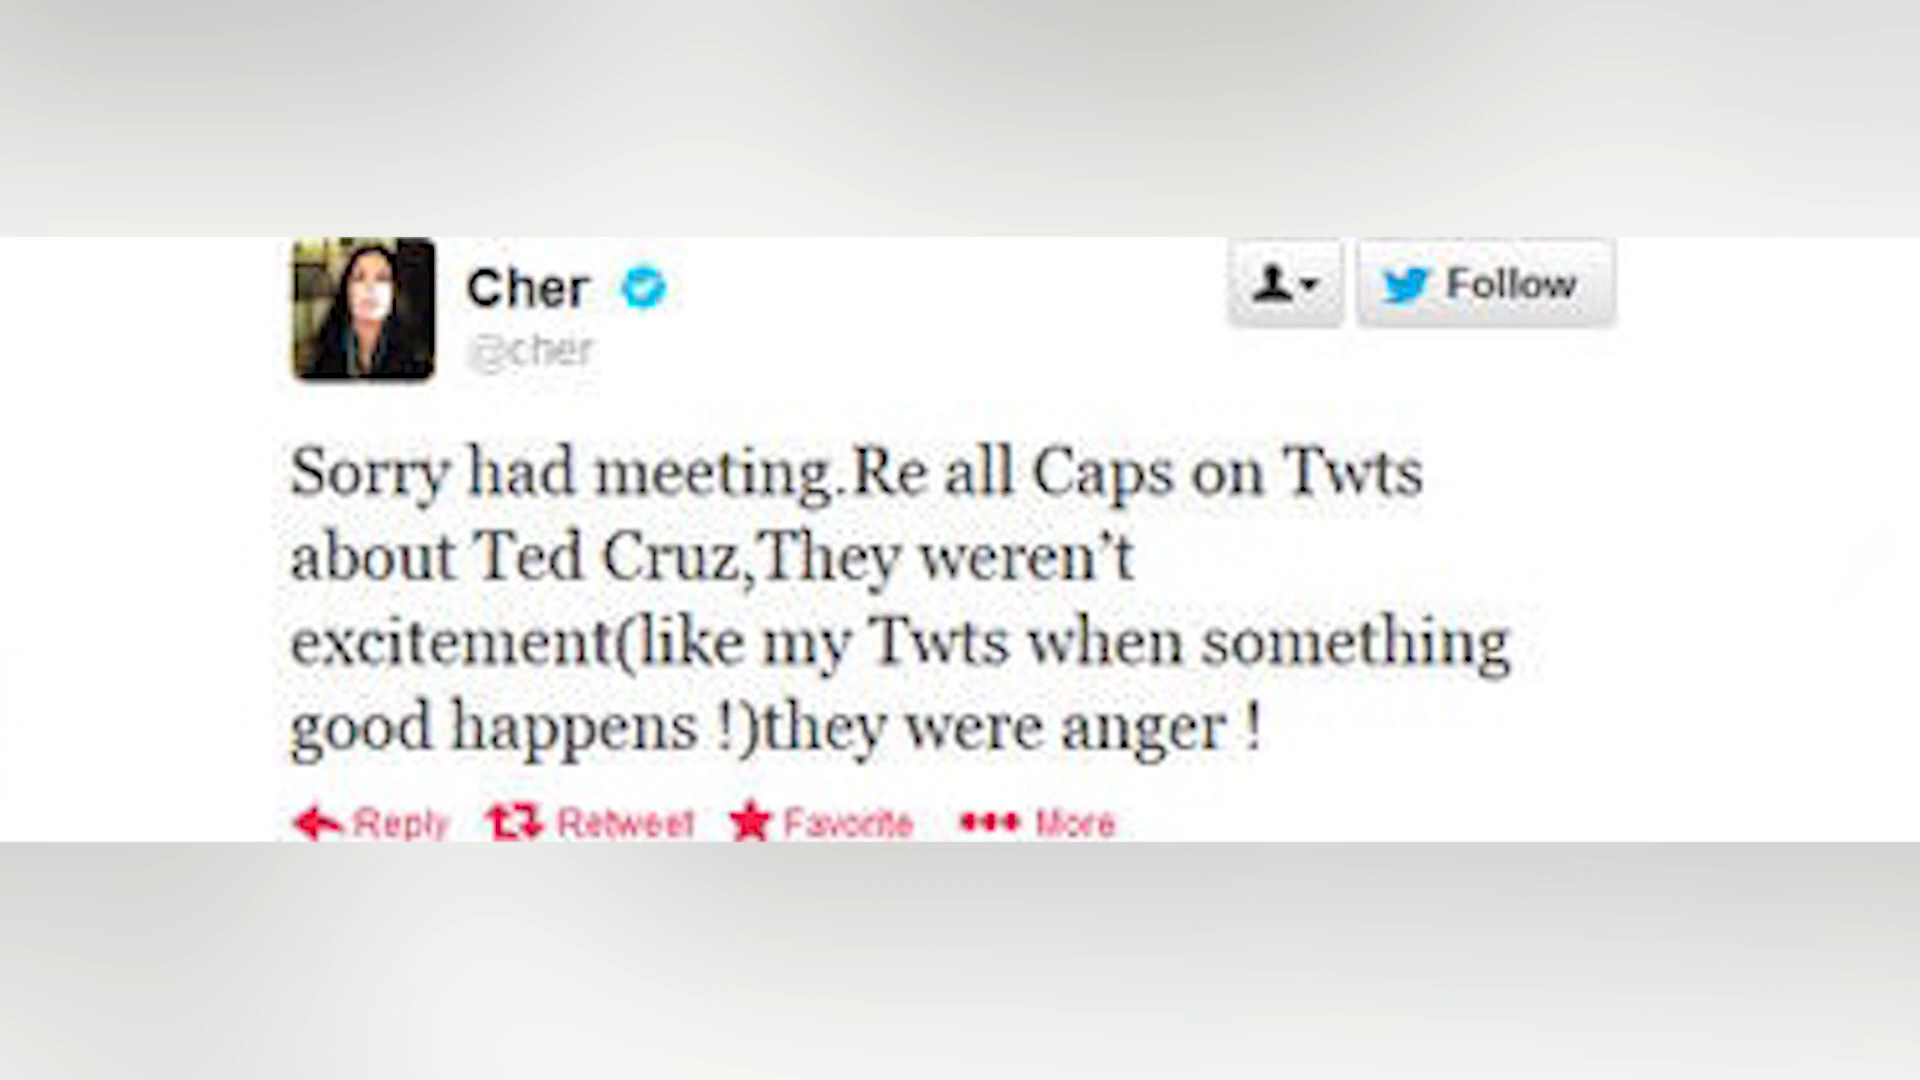 Cher
@cher
Follow
Sorry had meeting.Re all Caps on Twts
about Ted Cruz,They weren't
excitement(like my Twts when something
good happens !)they were anger !
Reply Retweet Favorite More